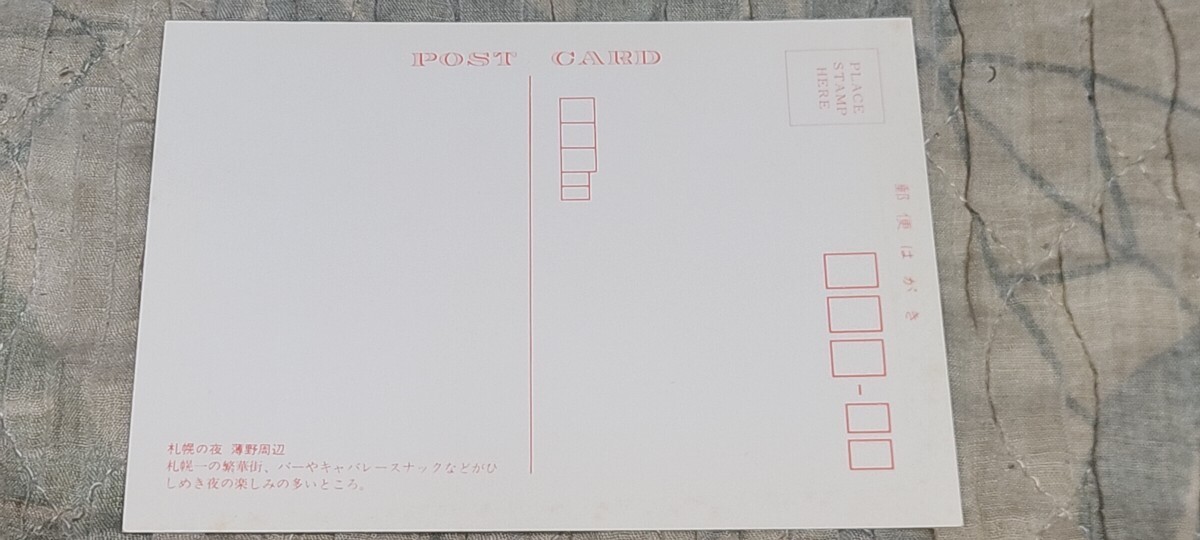 POST CARD
PLACE
STAMP
HERE
郵便はがき
札幌の夜 薄野周辺
札幌一の繁華街、バーやキャバレースナックなどがひ
しめき夜の楽しみの多いところ。